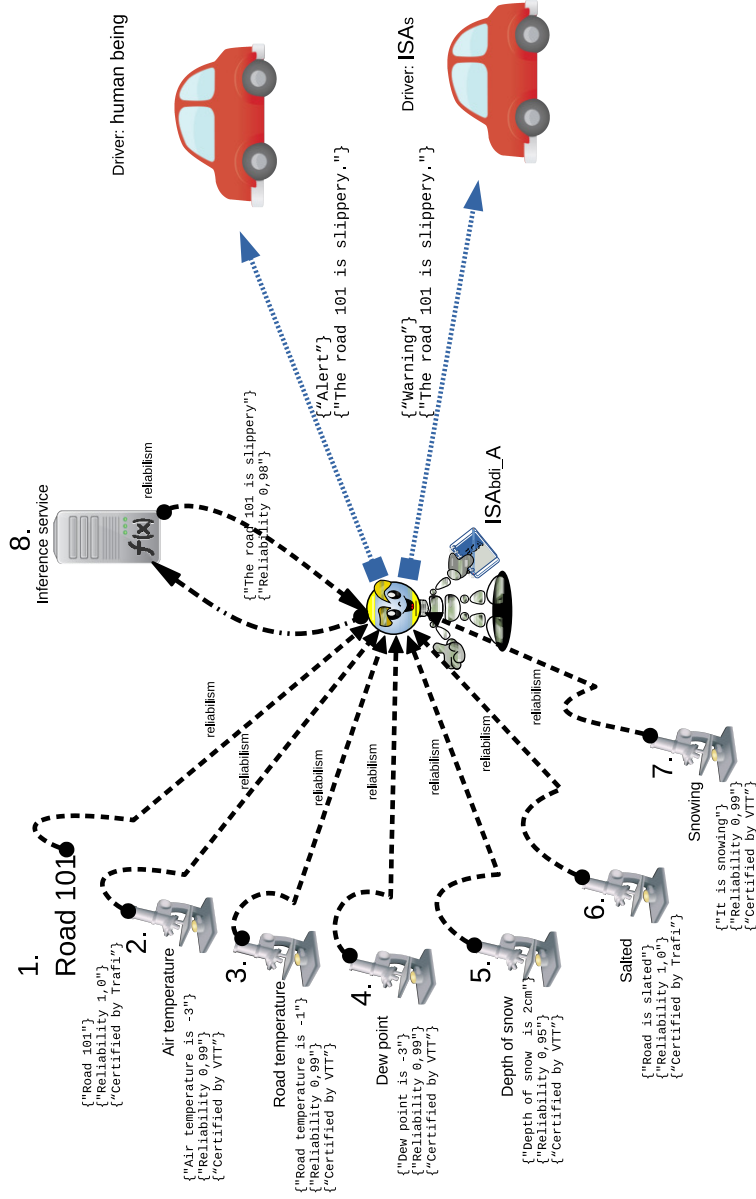 1.
Road 101
{"Road 101"}
{"Reliability 1,0"}
{“Certified by Trafi”}
reliabilism
2.
Air temperature
{"Air temperature is -3"}
{"Reliability 0,99"}
{“Certified by VTT”}
reliabilism
3.
Road temperature
{"Road temperature is -1"}
{"Reliability 0,99"}
{“Certified by VTT”}
reliabilism
4.
Dew point
{"Dew point is -3"}
{"Reliability 0,99"}
{“Certified by VTT”}
reliabilism
5.
Depth of snow
{"Depth of snow  is 2cm"}
{"Reliability 0,95"}
{“Certified by VTT”}
reliabilism
6.
Salted
{"Road is slated"}
{"Reliability 1,0"}
{“Certified by Trafi”}
reliabilism
7.
Snowing
{"It is snowing"}
{"Reliability 0,99"}
{“Certified by VTT”}
reliabilism
8.
Inference service
f(x)
reliabilism
{"The road 101 is slippery"}
{"Reliability 0,98"}
ISAbdi_A
{“Alert”}
{"The road 101 is slippery."}
{“Warning”}
{"The road 101 is slippery."}
Driver: human being
Driver: ISAs